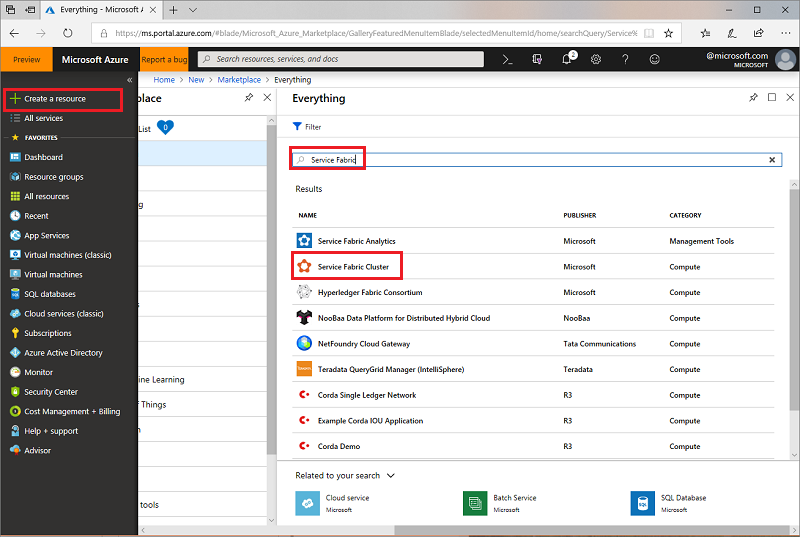 Everything - Microsoft A
https://ms.portal.azure.com/#blade/Microsoft_Azure_Marketplace/GalleryFeaturedMenuItemBlade/selectedMenuItemId/home/searchQuery/Service%
Preview Microsoft Azure Report a bug Search resources, services, and docs 2 @microsoft.com
MICROSOFT
Home > New > Marketplace > Everything
Create a resource
All services
FAVORITES
Dashboard
Resource groups
All resources
Recent
App Services
Virtual machines (classic)
Virtual machines
SQL databases
Cloud services (classic)
Subscriptions
Azure Active Directory
Monitor
Security Center
Cost Management + Billing
Help + support
Advisor
place
List 0
ng
ine Learning
f Things
n
tools
Everything
Filter
Service Fabric
Results
NAME PUBLISHER CATEGORY
Service Fabric Analytics Microsoft Management Tools
Service Fabric Cluster Microsoft Compute
Hyperledger Fabric Consortium Microsoft Compute
NooBaa Data Platform for Distributed Hybrid Cloud NooBaa Compute
NetFoundry Cloud Gateway Tata Communications Compute
Teradata QueryGrid Manager (IntelliSphere) Teradata Compute
Corda Single Ledger Network R3 Compute
Example Corda IOU Application R3 Compute
Corda Demo R3 Compute
Related to your search
Cloud service
Microsoft
Batch Service
Microsoft
SQL Database
Microsoft